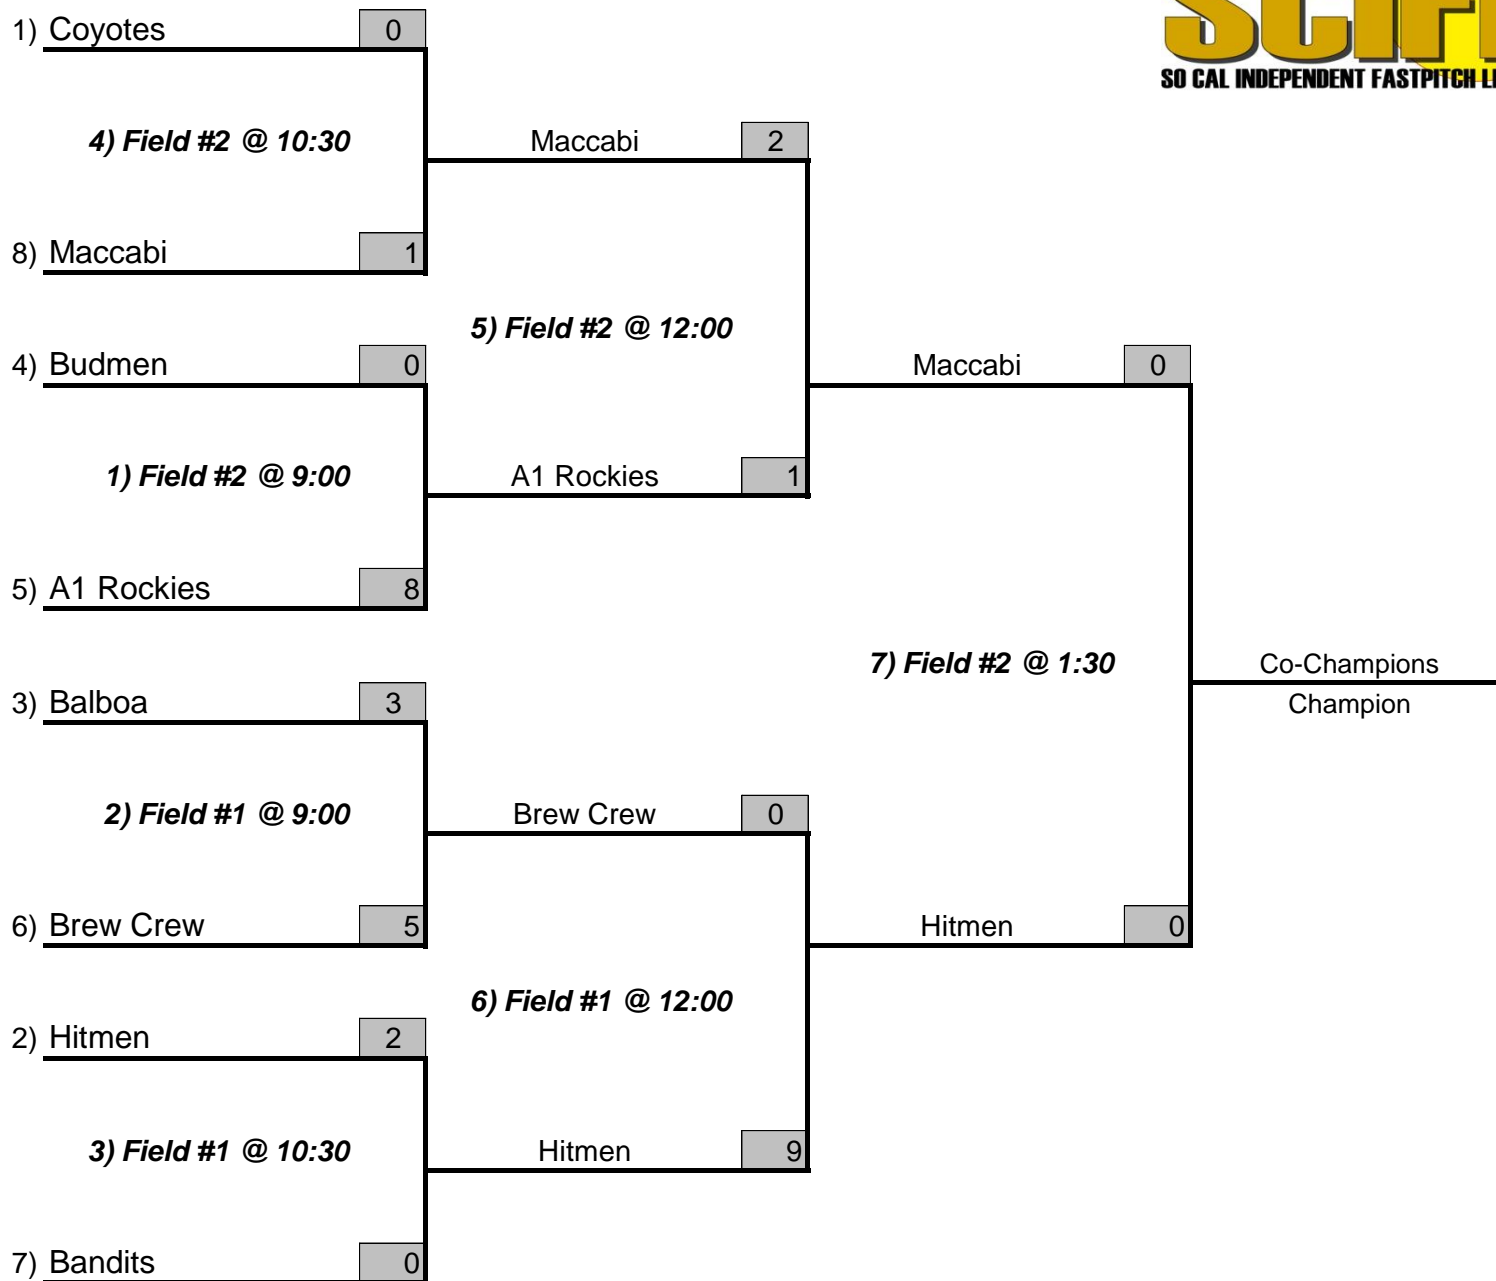 SO CAL INDEPENDENT FASTPITCH
1) Coyotes 0
4) Field #2 @ 10:30
Maccabi 2
8) Maccabi 1
5) Field #2 @ 12:00
4) Budmen 0
Maccabi 0
1) Field #2 @ 9:00
A1 Rockies 1
5) A1 Rockies 8
7) Field #2 @ 1:30
Co-Champions
Champion
3) Balboa 3
2) Field #1 @ 9:00
Brew Crew 0
6) Brew Crew 5
Hitmen 0
6) Field #1 @ 12:00
2) Hitmen 2
3) Field #1 @ 10:30
Hitmen 9
7) Bandits 0